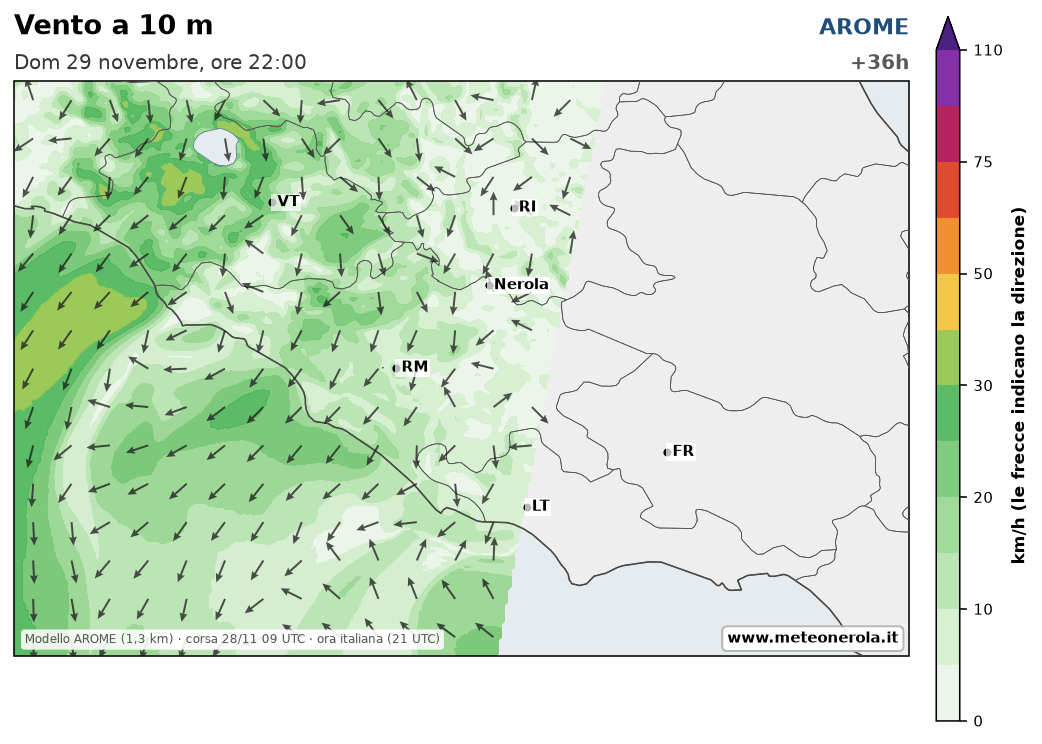 Vento a 10 m
AROME
Dom 29 novembre, ore 22:00
+36h
VT
RI
Nerola
RM
FR
LT
Modello AROME (1,3 km) · corsa 28/11 09 UTC · ora italiana (21 UTC)
www.meteonerola.it
110
75
50
30
20
10
0
km/h (le frecce indicano la direzione)